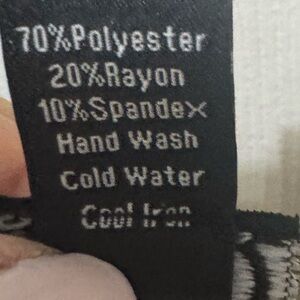 70%Polyester
20%Rayon
10%Spandex
Hand Wash
Cold Water
Cool Iron